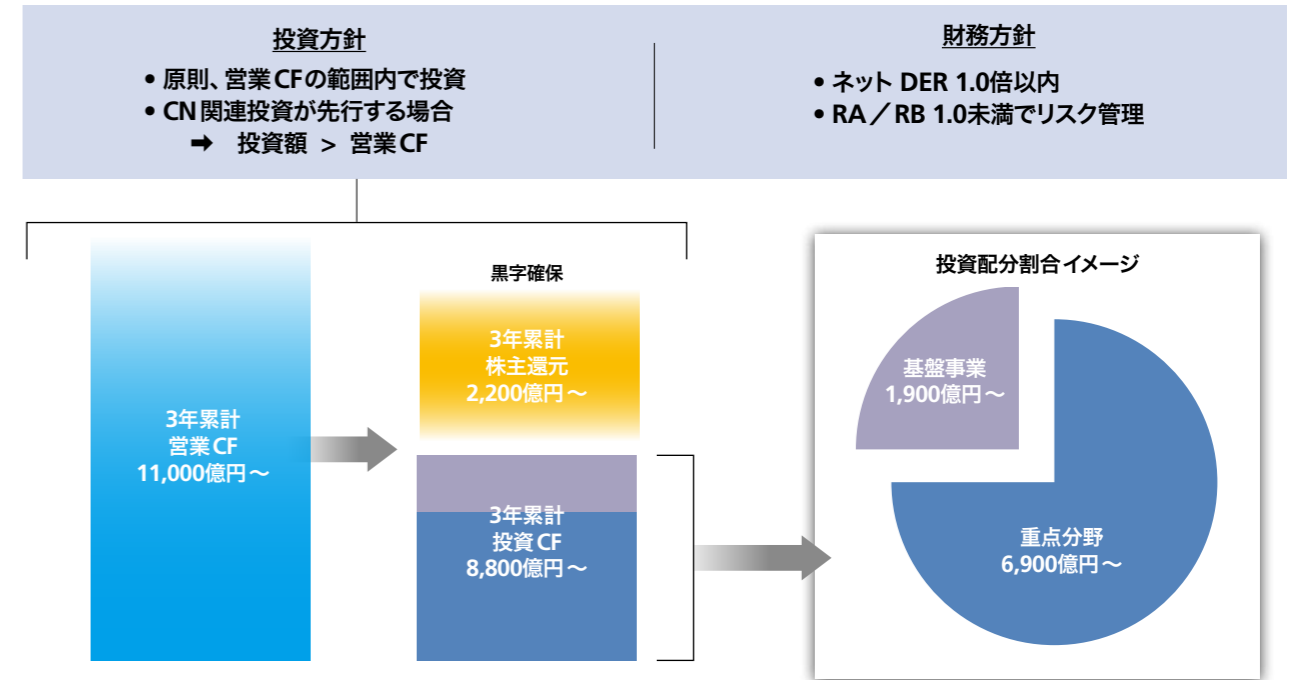 投資方針
• 原則、営業CFの範囲内で投資
• CN関連投資が先行する場合
➡ 投資額 > 営業CF
財務方針
• ネット DER 1.0倍以内
• RA/RB 1.0未満でリスク管理
3年累計
営業CF
11,000億円~
黒字確保
3年累計
株主還元
2,200億円~
3年累計
投資CF
8,800億円~
投資配分割合イメージ
基盤事業
1,900億円~
重点分野
6,900億円~